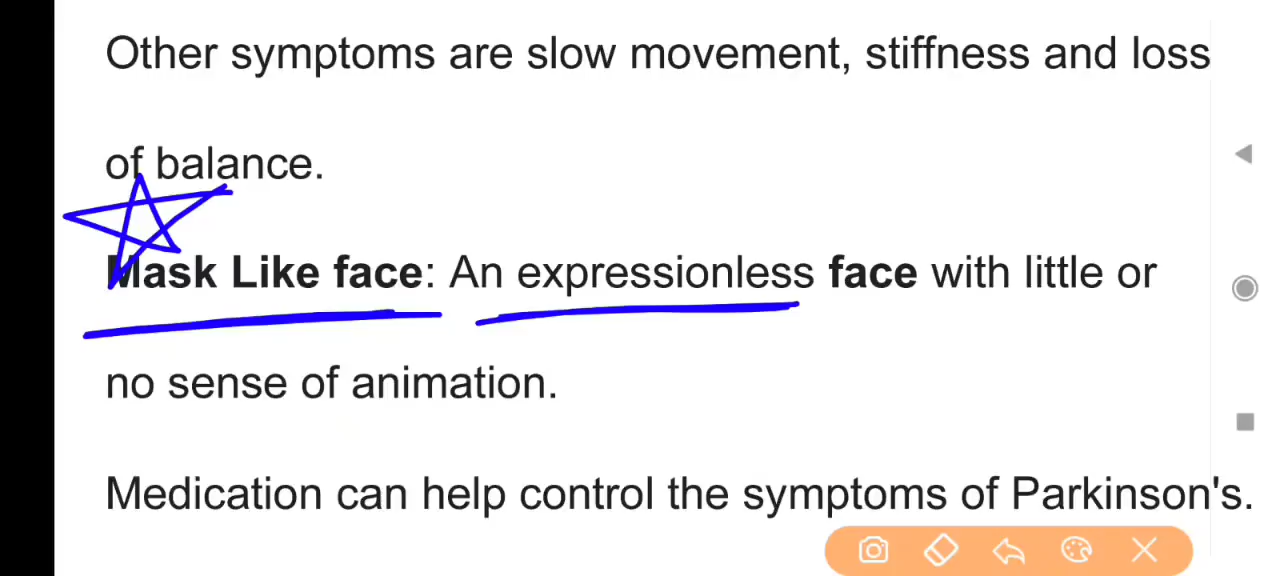 Other symptoms are slow movement, stiffness and loss
of balance.
Mask Like face: An expressionless face with little or
no sense of animation.
Medication can help control the symptoms of Parkinson's.